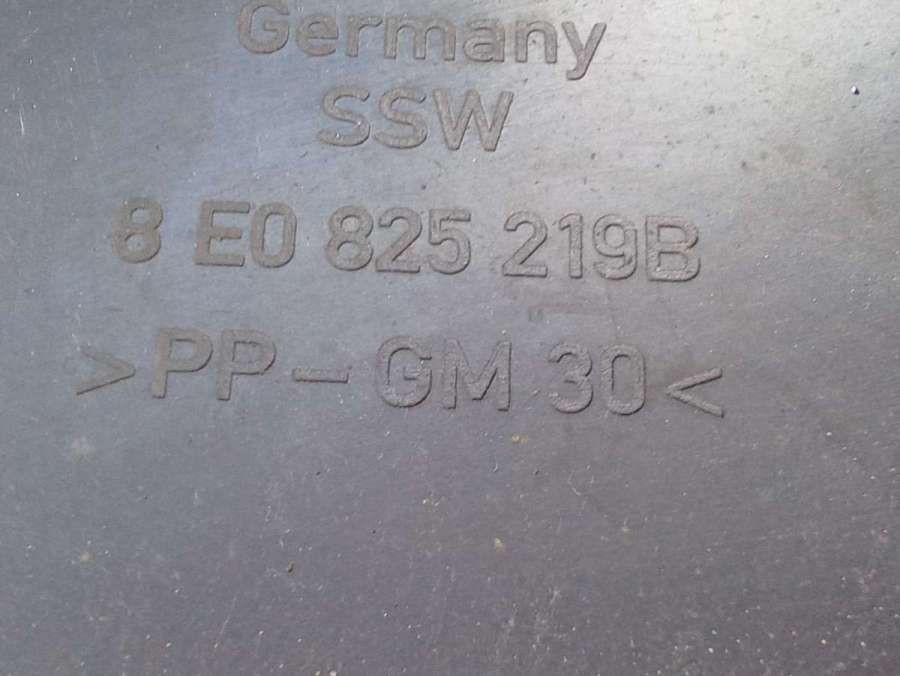 Germany
SSW
8 E0 825 219B
>PP-GM 30<